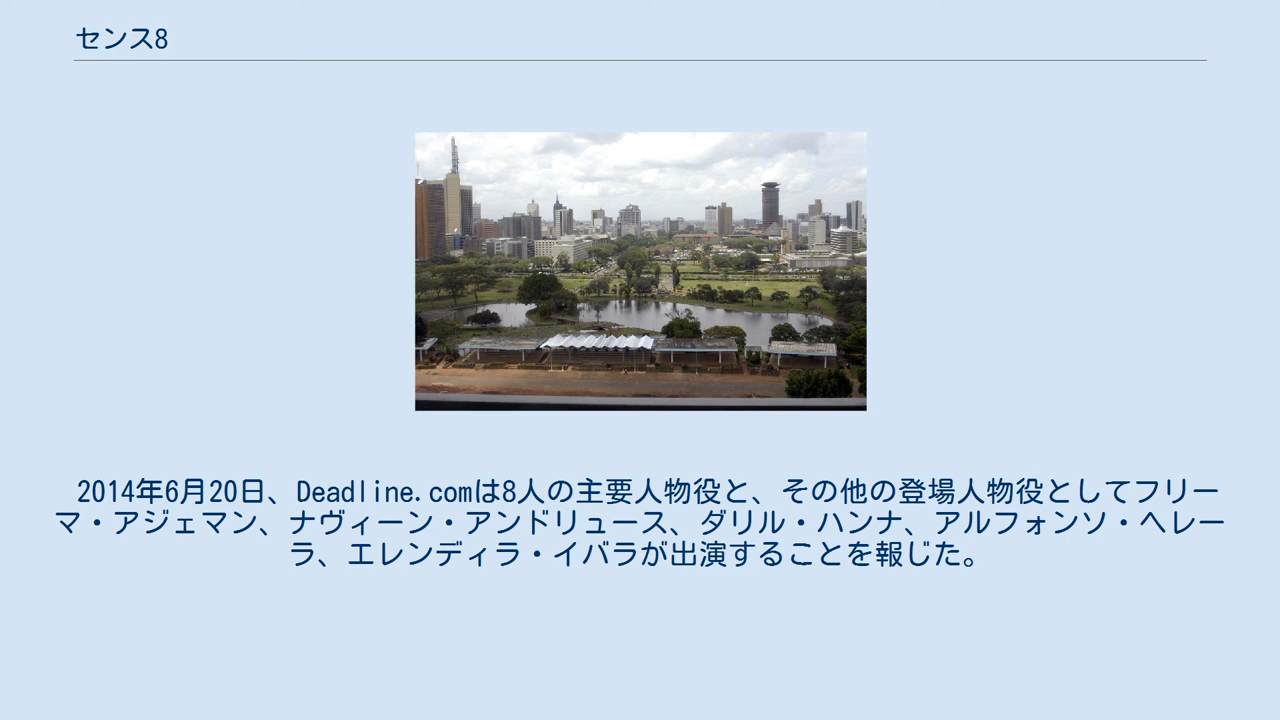 センス8
2014年6月20日、Deadline.comは8人の主要人物役と、その他の登場人物役としてフリー
マ・アジェマン、ナヴィーン・アンドリュース、ダリル・ハンナ、アルフォンソ・ヘレー
ラ、エレンディラ・イバラが出演することを報じた。